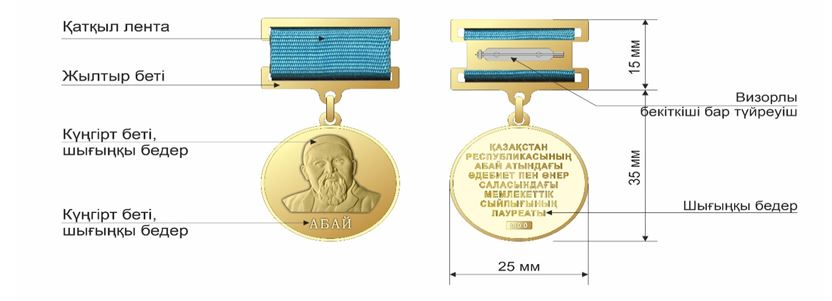 Қатқыл лента
Жылтыр беті
Күңгірт беті,
шығыңқы бедер
АБАЙ
Күңгірт беті,
шығыңқы бедер
15 мм
Визорлы
бекіткіші бар түйреуіш
ҚАЗАҚСТАН
РЕСПУБЛИКАСЫНЫҢ
АБАЙ АТЫНДАҒЫ
ӘДЕБИЕТ ПЕН ӨНЕР
САЛАСЫНДАҒЫ
МЕМЛЕКЕТТІК
СЫЙЛЫҒЫНЫҢ
ЛАУРЕАТЫ
35 мм
Шығыңқы бедер
25 мм